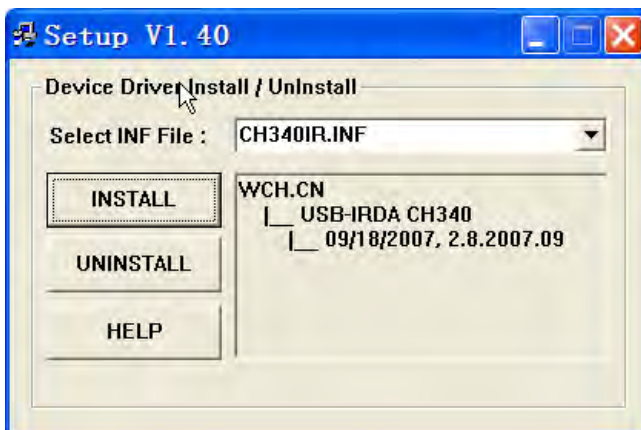 Setup V1.40
Device Driver Install / UnInstall
Select INF File :
CH340IR.INF
INSTALL
UNINSTALL
HELP
WCH.CN
|__ USB-IRDA CH340
|__ 09/18/2007, 2.8.2007.09